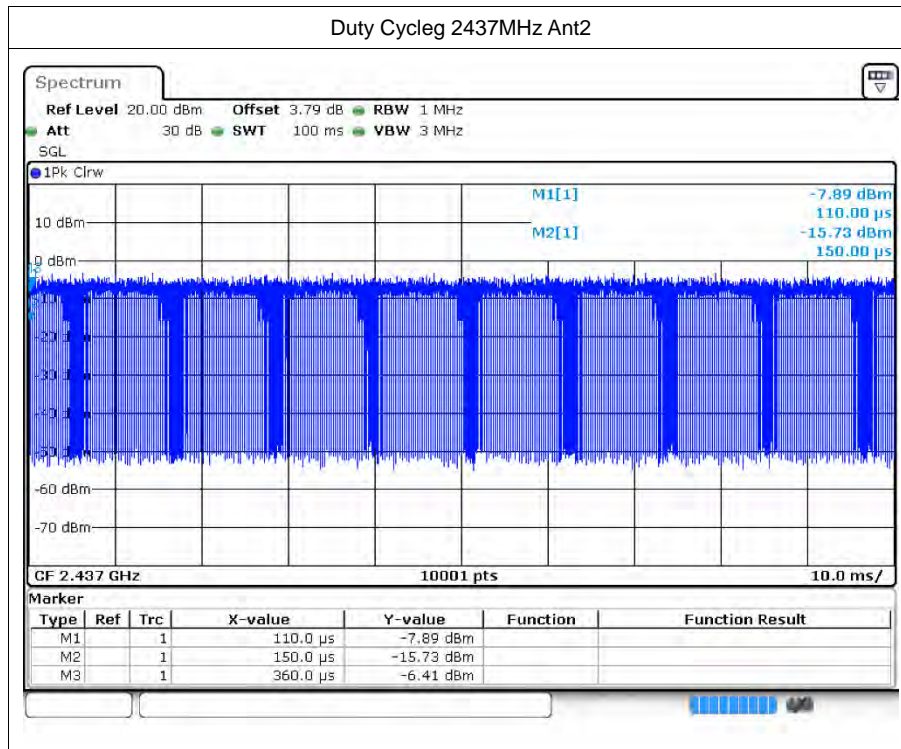 Duty Cycleg 2437MHz Ant2
Spectrum
Ref Level 20.00 dBm Offset 3.79 dB RBW 1 MHz
Att 30 dB SWT 100 ms VBW 3 MHz
SGL
1Pk Clrw
M1[1] -7.89 dBm
110.00 µs
10 dBm
M2[1] -15.73 dBm
150.00 µs
0 dBm
-60 dBm
-70 dBm
CF 2.437 GHz 10001 pts 10.0 ms/
Marker
Type Ref Trc X-value Y-value Function Function Result
M1 1 110.0 µs -7.89 dBm
M2 1 150.0 µs -15.73 dBm
M3 1 360.0 µs -6.41 dBm